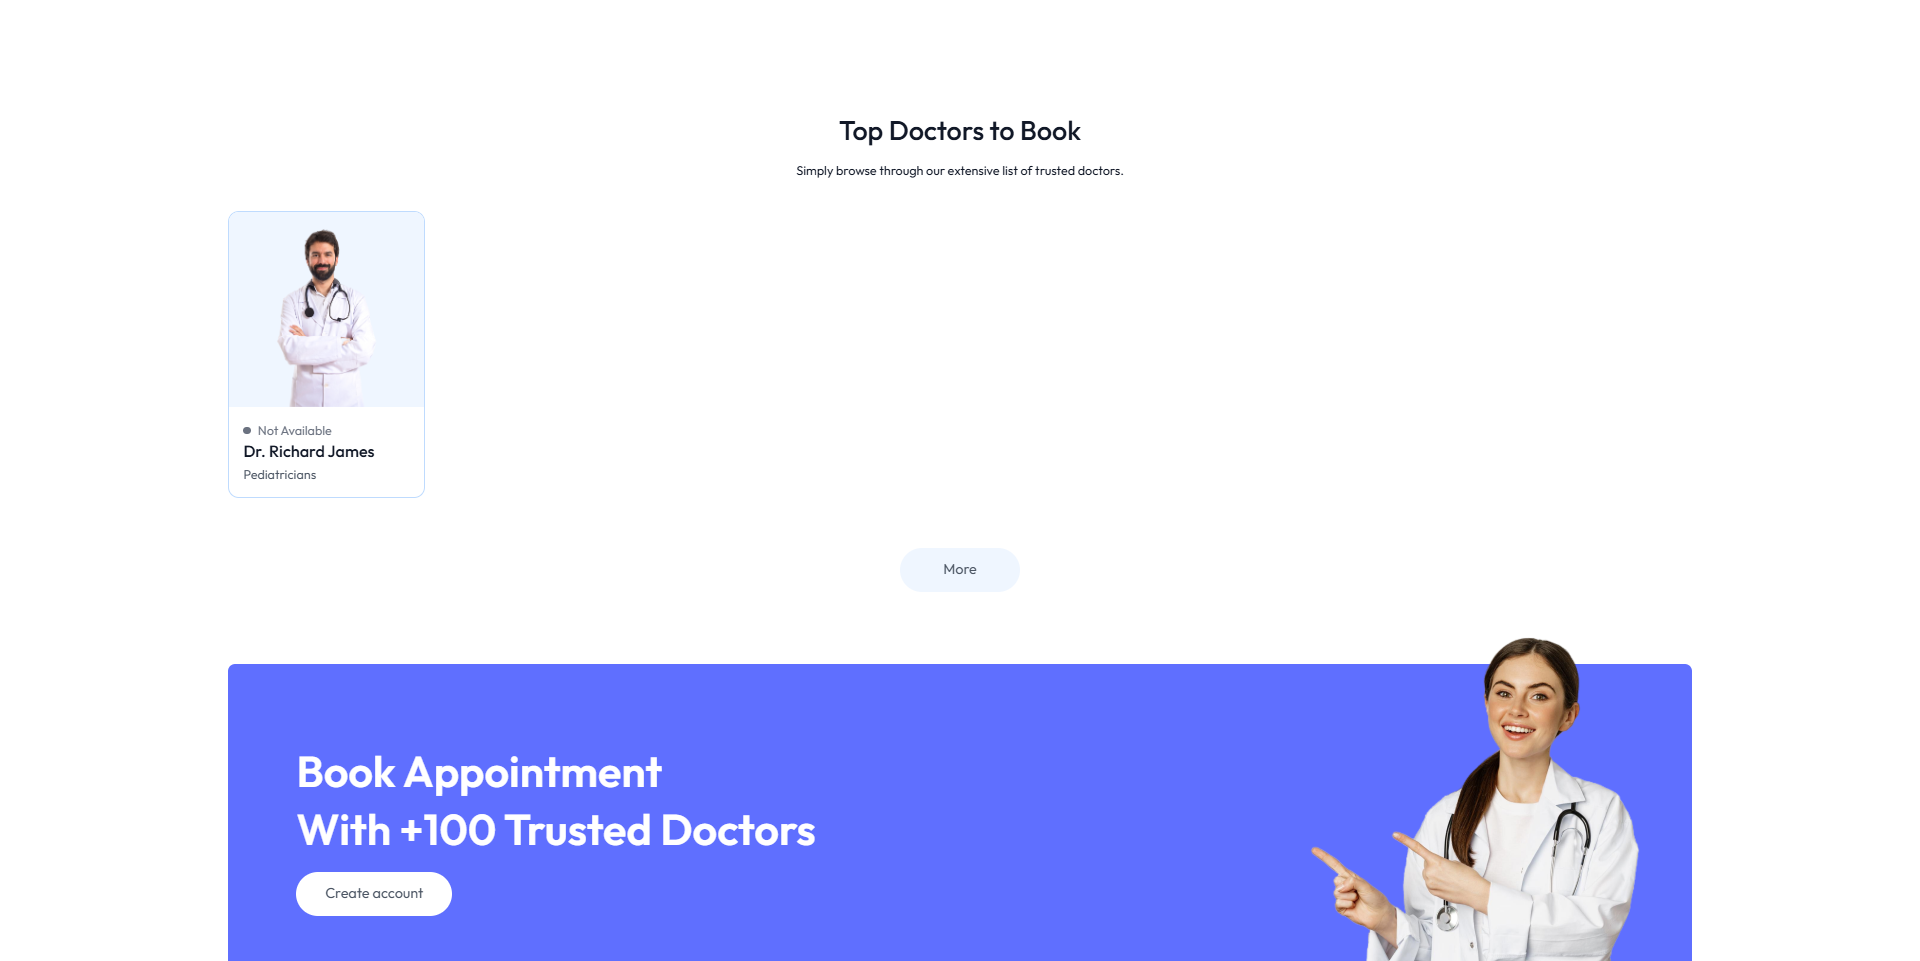 Top Doctors to Book
Simply browse through our extensive list of trusted doctors.
Not Available
Dr. Richard James
Pediatricians
More
Book Appointment
With +100 Trusted Doctors
Create account